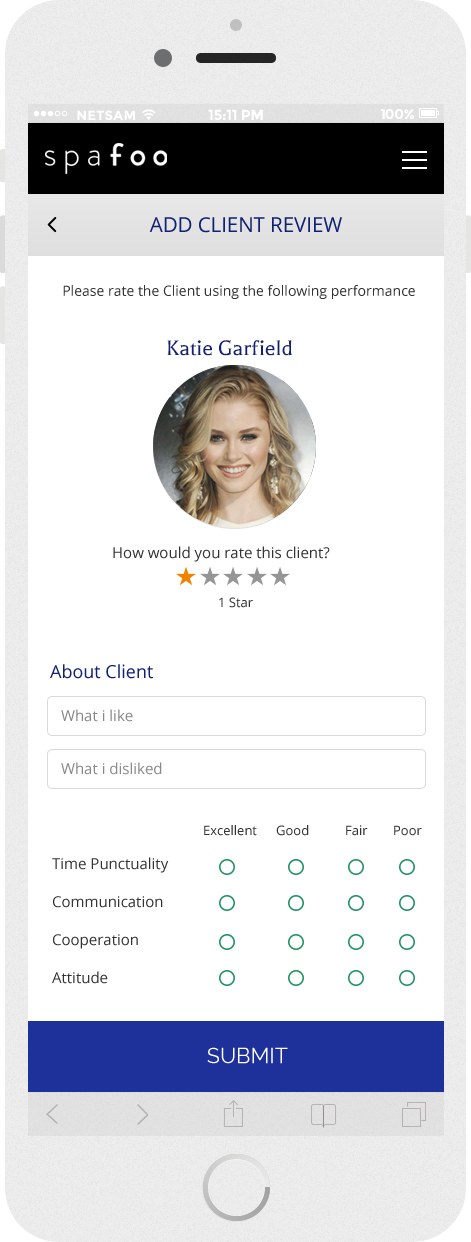 NETSAM 15:11 PM 100%
spafoo
ADD CLIENT REVIEW
Please rate the Client using the following performance
Katie Garfield
How would you rate this client?
1 Star
About Client
What i like
What i disliked
Excellent Good Fair Poor
Time Punctuality
Communication
Cooperation
Attitude
SUBMIT